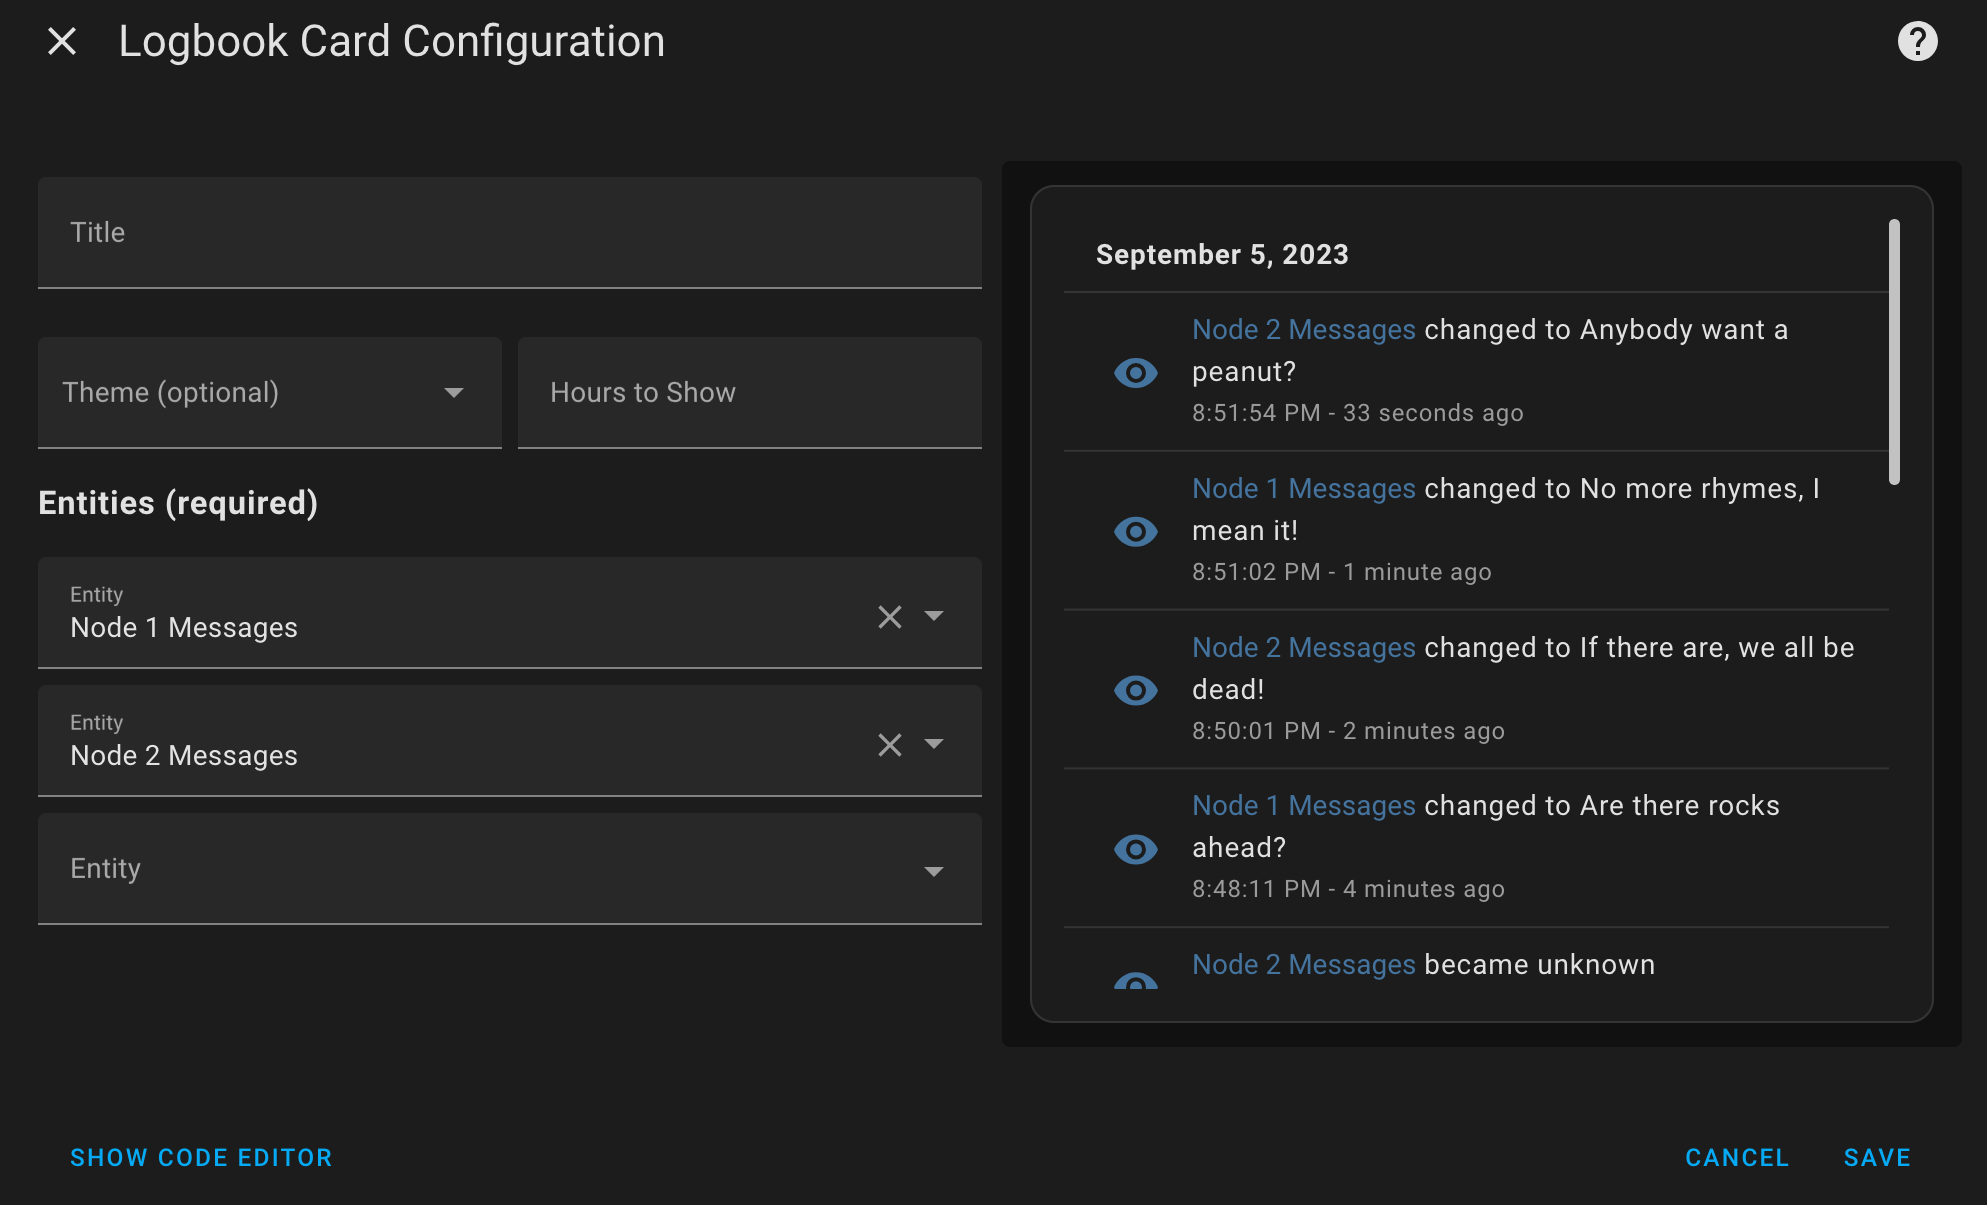 Logbook Card Configuration
?
Title
Theme (optional)
Hours to Show
Entities (required)
Entity
Node 1 Messages
Entity
Node 2 Messages
Entity
September 5, 2023
Node 2 Messages changed to Anybody want a
peanut?
8:51:54 PM - 33 seconds ago
Node 1 Messages changed to No more rhymes, I
mean it!
8:51:02 PM - 1 minute ago
Node 2 Messages changed to If there are, we all be
dead!
8:50:01 PM - 2 minutes ago
Node 1 Messages changed to Are there rocks
ahead?
8:48:11 PM - 4 minutes ago
Node 2 Messages became unknown
SHOW CODE EDITOR
CANCEL
SAVE